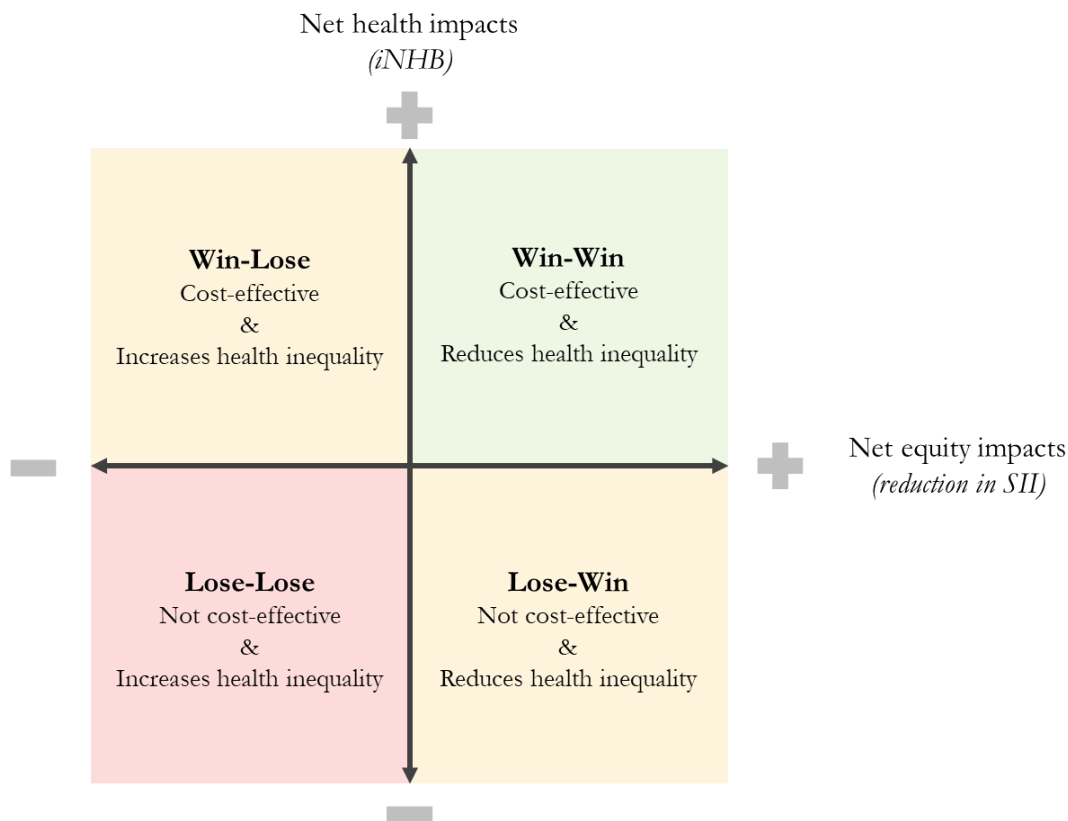 Net health impacts
(iNHB)
Win-Lose
Cost-effective
&
Increases health inequality
Win-Win
Cost-effective
&
Reduces health inequality
Net equity impacts
(reduction in SII)
Lose-Lose
Not cost-effective
&
Increases health inequality
Lose-Win
Not cost-effective
&
Reduces health inequality